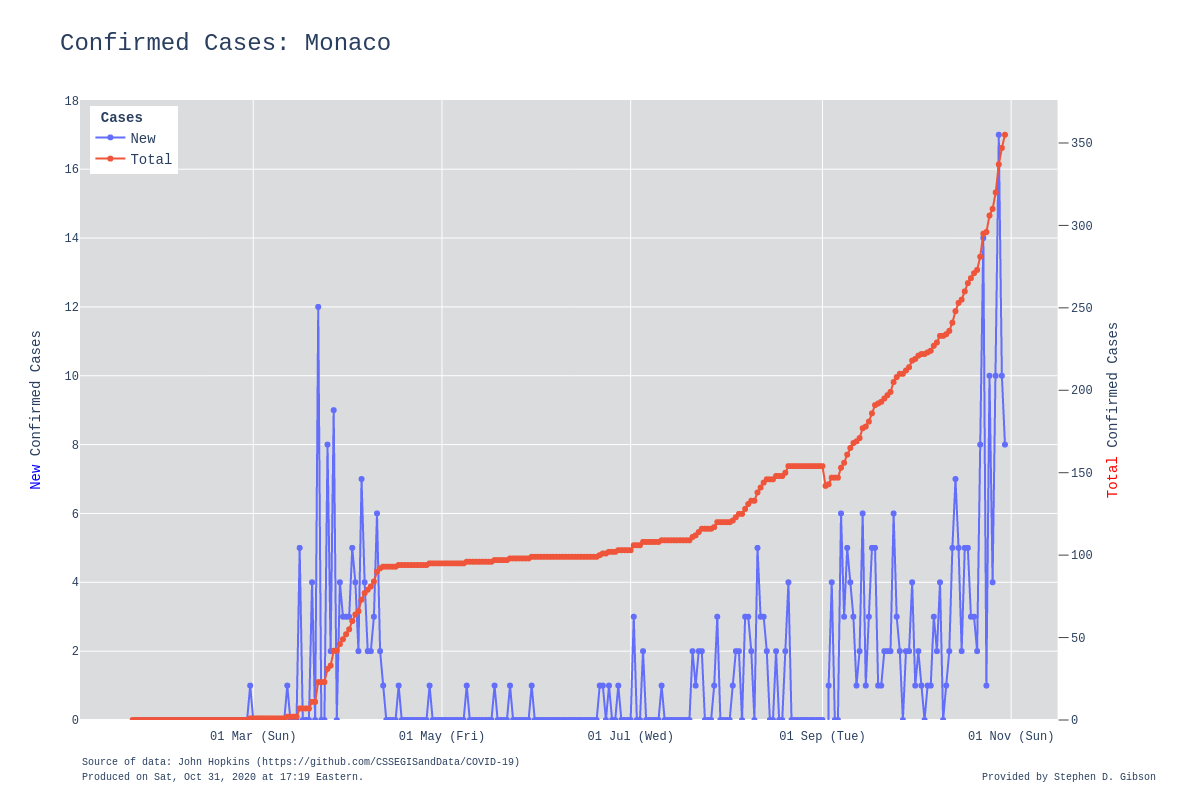 Confirmed Cases: Monaco
Cases
New
Total
18
16
14
12
10
8
6
4
2
0
350
300
250
200
150
100
50
0
New Confirmed Cases
Total Confirmed Cases
01 Mar (Sun)
01 May (Fri)
01 Jul (Wed)
01 Sep (Tue)
01 Nov (Sun)
Source of data: John Hopkins (https://github.com/CSSEGISandData/COVID-19)
Produced on Sat, Oct 31, 2020 at 17:19 Eastern.
Provided by Stephen D. Gibson